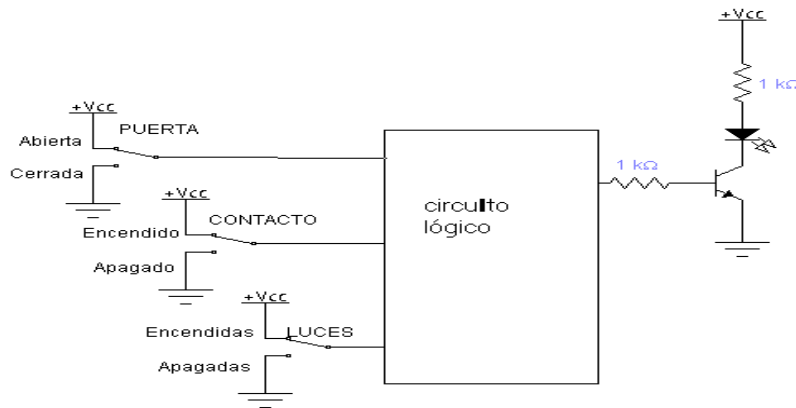 +Vcc
1 kΩ
+Vcc
PUERTA
Abierta
Cerrada
1 kΩ
circuito
lógico
+Vcc
CONTACTO
Encendido
Apagado
+Vcc
Encendidas
LUCES
Apagadas